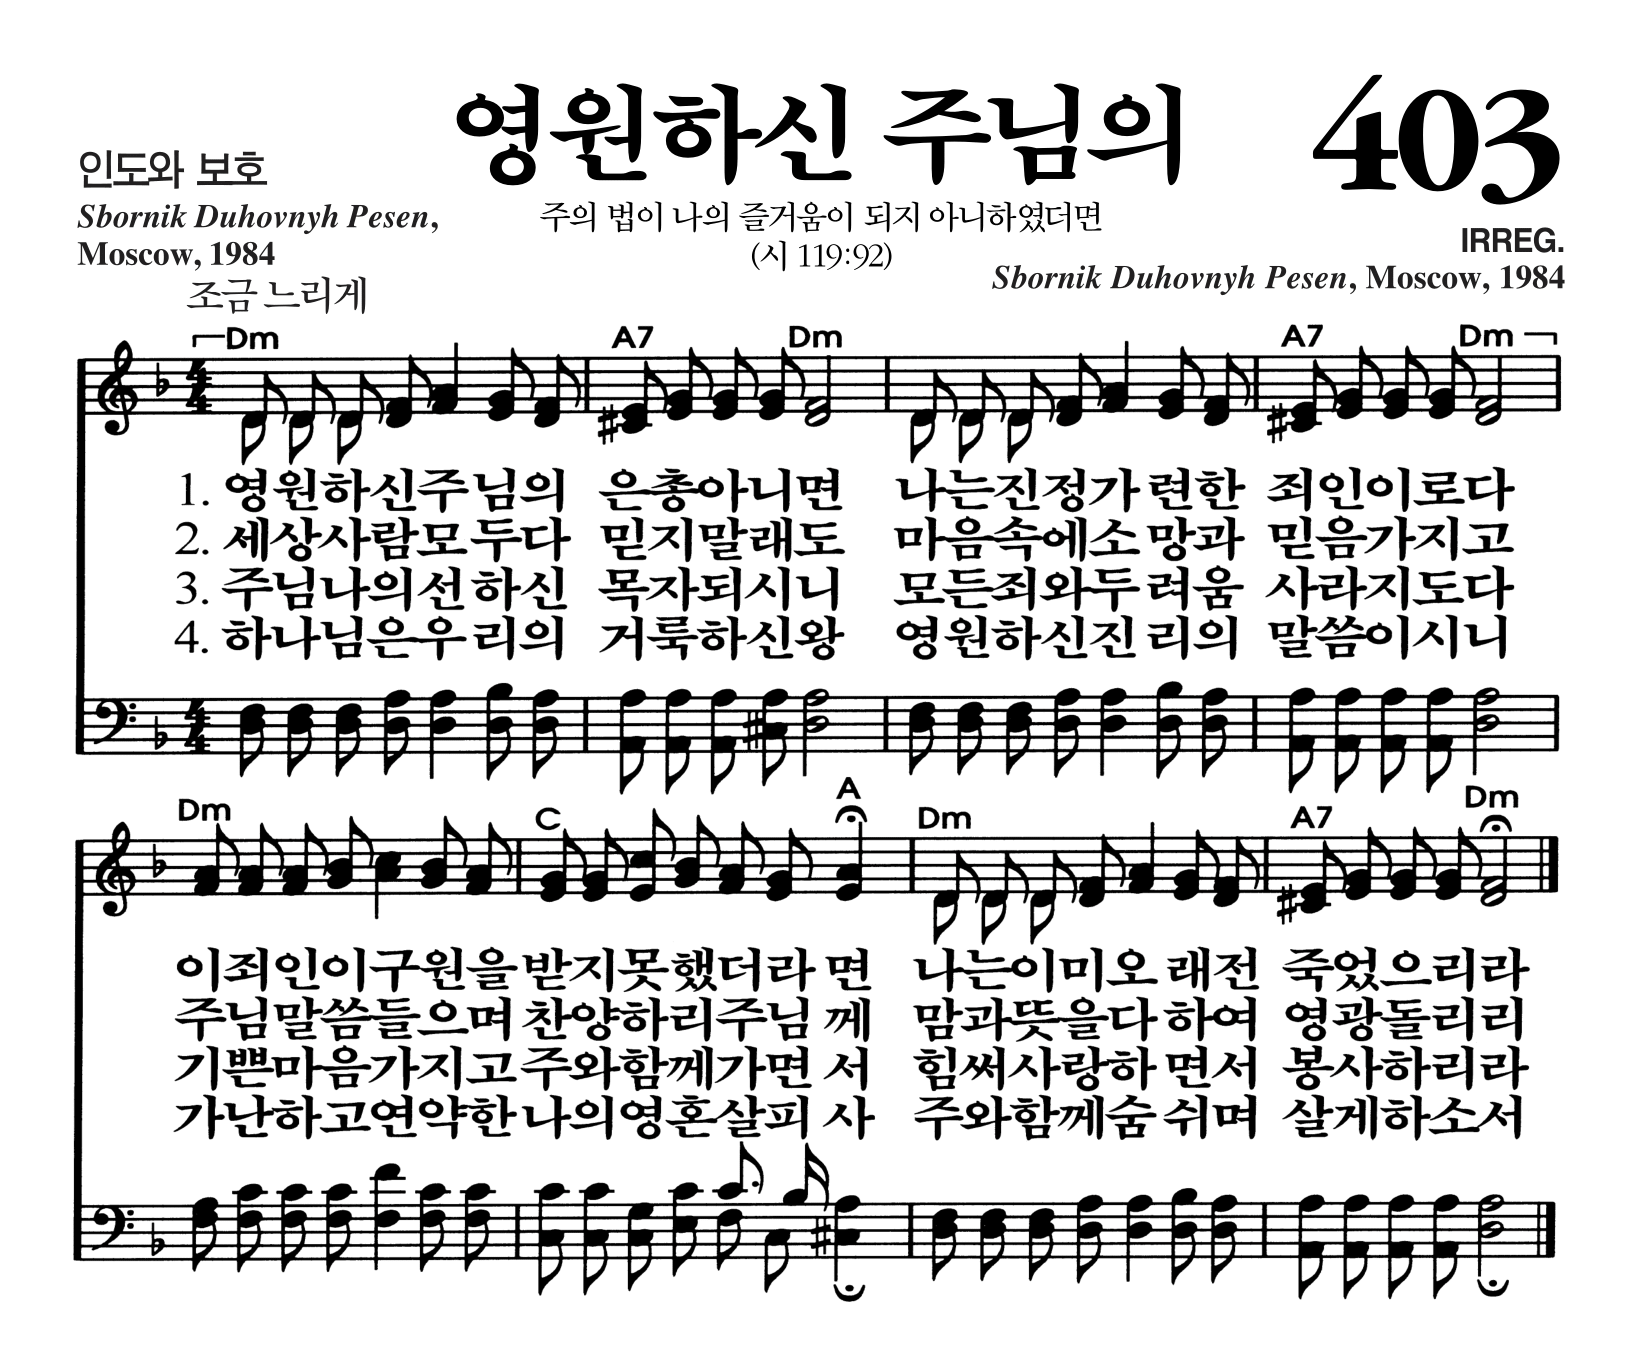 영원하신 주님의
403
인도와 보호
Sbornik Duhovnyh Pesen,
Moscow, 1984
주의 법이 나의 즐거움이 되지 아니하였더면
(시 119:92)
IRREG.
Sbornik Duhovnyh Pesen, Moscow, 1984
조금 느리게
Dm A7 Dm A7 Dm
1. 영원하신주님의 은총아니면 나는진정가련한 죄인이로다
2. 세상사람모두다 믿지말래도 마음속에소망과 믿음가지고
3. 주님나의선하신 목자되시니 모든죄와두려움 사라지도다
4. 하나님은우리의 거룩하신왕 영원하신진리의 말씀이시니
Dm C A Dm A7 Dm
이죄인이구원을받지못했더라면 나는이미오래전 죽었으리라
주님말씀들으며찬양하리주님께 맘과뜻을다하여 영광돌리리
기쁜마음가지고주와함께가면서 힘써사랑하면서 봉사하리라
가난하고연약한나의영혼살피사 주와함께숨쉬며 살게하소서